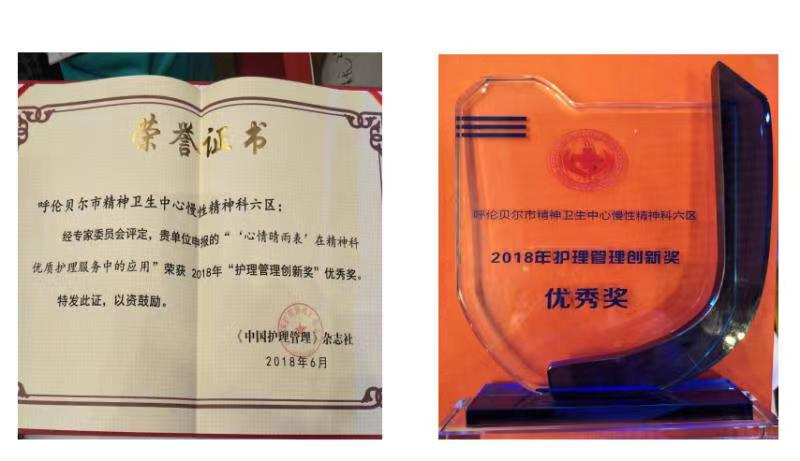 荣誉证书
呼伦贝尔市精神卫生中心慢性精神科六区：
经专家委员会评定，贵单位申报的“‘心情晴雨表’在精神科
优质护理服务中的应用”荣获 2018年“护理管理创新奖”优秀奖。
特发此证，以资鼓励。
《中国护理管理》杂志社
2018年6月
呼伦贝尔市精神卫生中心慢性精神科六区
2018年护理管理创新奖
优秀奖